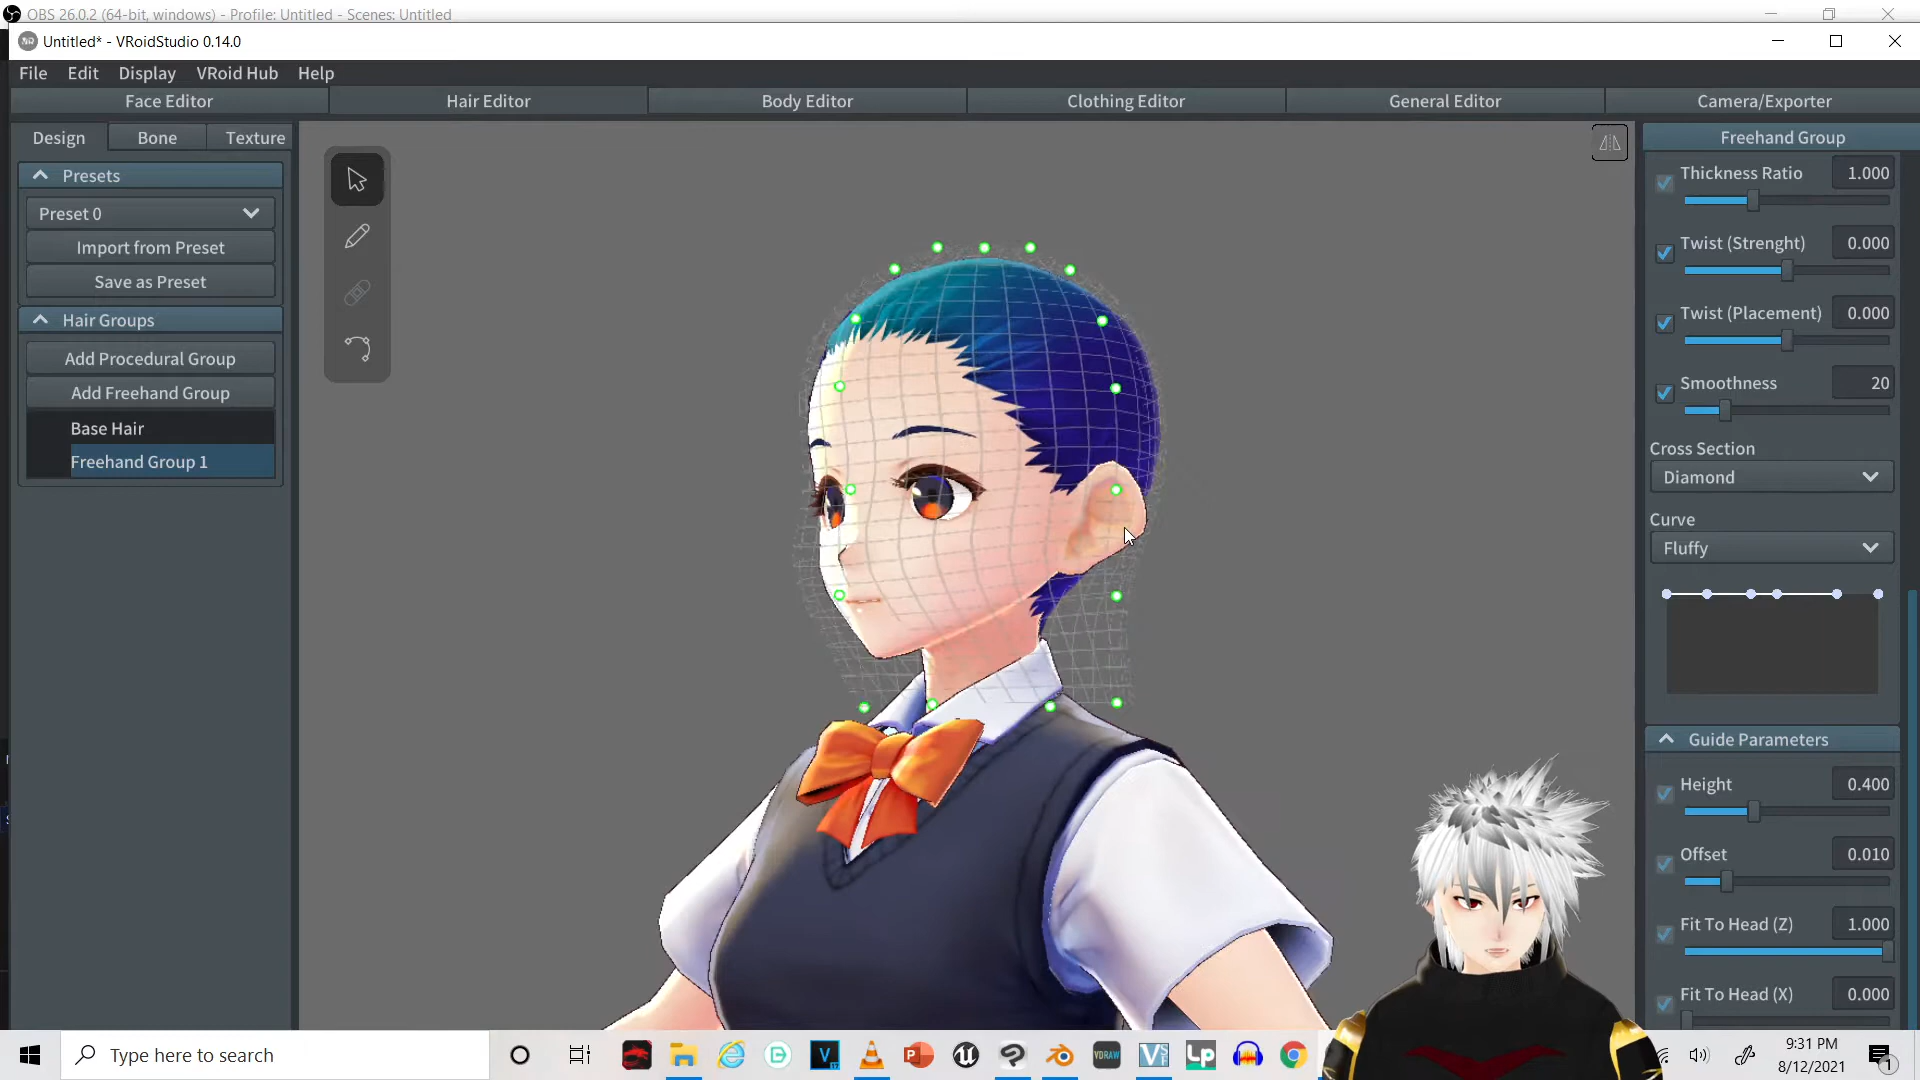 OBS 26.0.2 (64-bit, windows) - Profile: Untitled - Scenes: Untitled
Untitled* - VRoidStudio 0.14.0
File Edit Display VRoid Hub Help
Face Editor Hair Editor Body Editor Clothing Editor General Editor Camera/Exporter
Design Bone Texture
Presets
Preset 0
Import from Preset
Save as Preset
Hair Groups
Add Procedural Group
Add Freehand Group
Base Hair
Freehand Group 1
Freehand Group
Thickness Ratio 1.000
Twist (Strenght) 0.000
Twist (Placement) 0.000
Smoothness 20
Cross Section
Diamond
Curve
Fluffy
Guide Parameters
Height 0.400
Offset 0.010
Fit To Head (Z) 1.000
Fit To Head (X) 0.000
Type here to search
VDRAW
Lp
9:31 PM
8/12/2021
1